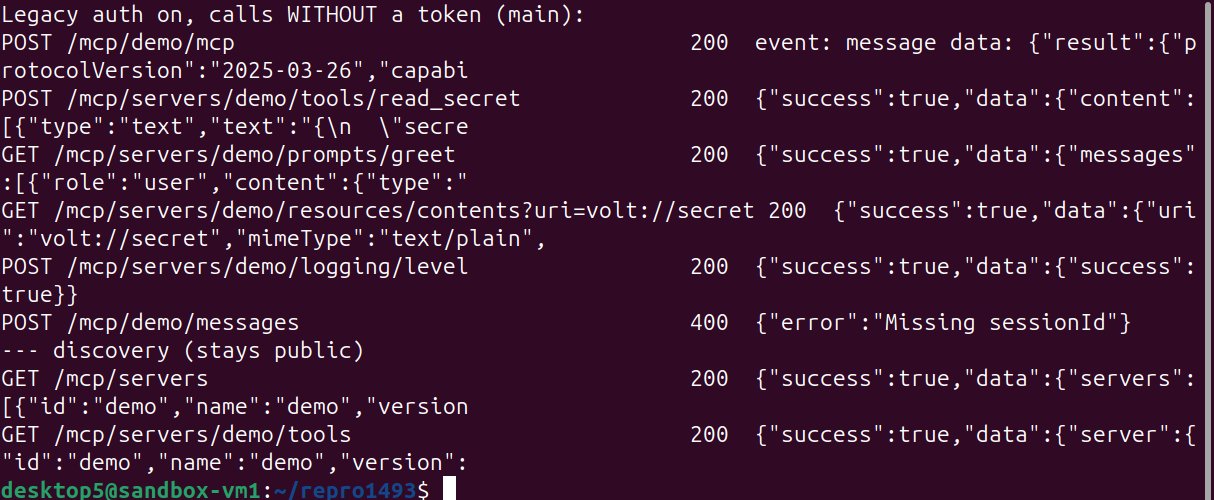 Legacy auth on, calls WITHOUT a token (main):
POST /mcp/demo/mcp                                      200  event: message data: {"result":{"p
rotocolVersion":"2025-03-26","capabi
POST /mcp/servers/demo/tools/read_secret                200  {"success":true,"data":{"content":
[{"type":"text","text":"{\n  \"secre
GET /mcp/servers/demo/prompts/greet                     200  {"success":true,"data":{"messages"
:[{"role":"user","content":{"type":"
GET /mcp/servers/demo/resources/contents?uri=volt://secret 200  {"success":true,"data":{"uri
":"volt://secret","mimeType":"text/plain",
POST /mcp/servers/demo/logging/level                    200  {"success":true,"data":{"success":
true}}
POST /mcp/demo/messages                                 400  {"error":"Missing sessionId"}
--- discovery (stays public)
GET /mcp/servers                                        200  {"success":true,"data":{"servers":
[{"id":"demo","name":"demo","version
GET /mcp/servers/demo/tools                             200  {"success":true,"data":{"server":{
"id":"demo","name":"demo","version":
desktop5@sandbox-vm1:~/repro1493$